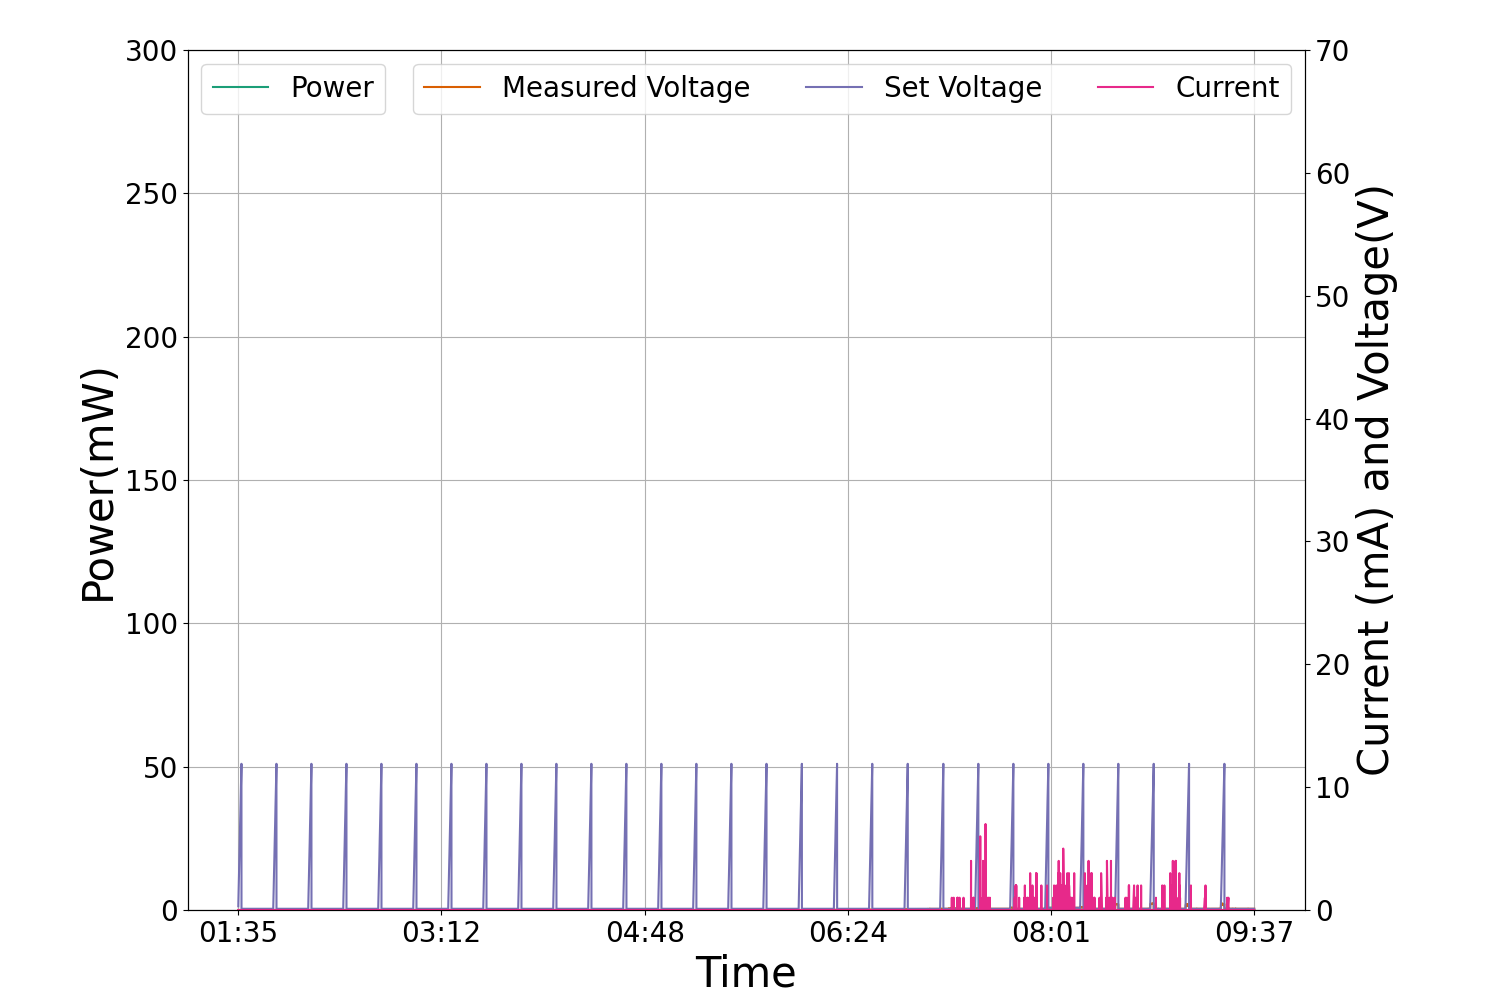 Power
Measured Voltage
Set Voltage
Current
Power(mW)
300
250
200
150
100
50
0
Current (mA) and Voltage(V)
70
60
50
40
30
20
10
0
01:35 03:12 04:48 06:24 08:01 09:37
Time